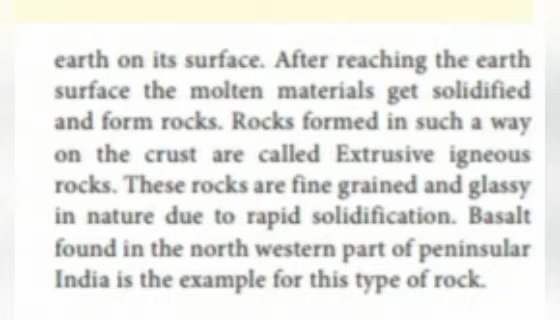 earth on its surface. After reaching the earth
surface the molten materials get solidified
and form rocks. Rocks formed in such a way
on the crust are called Extrusive igneous
rocks. These rocks are fine grained and glassy
in nature due to rapid solidification. Basalt
found in the north western part of peninsular
India is the example for this type of rock.